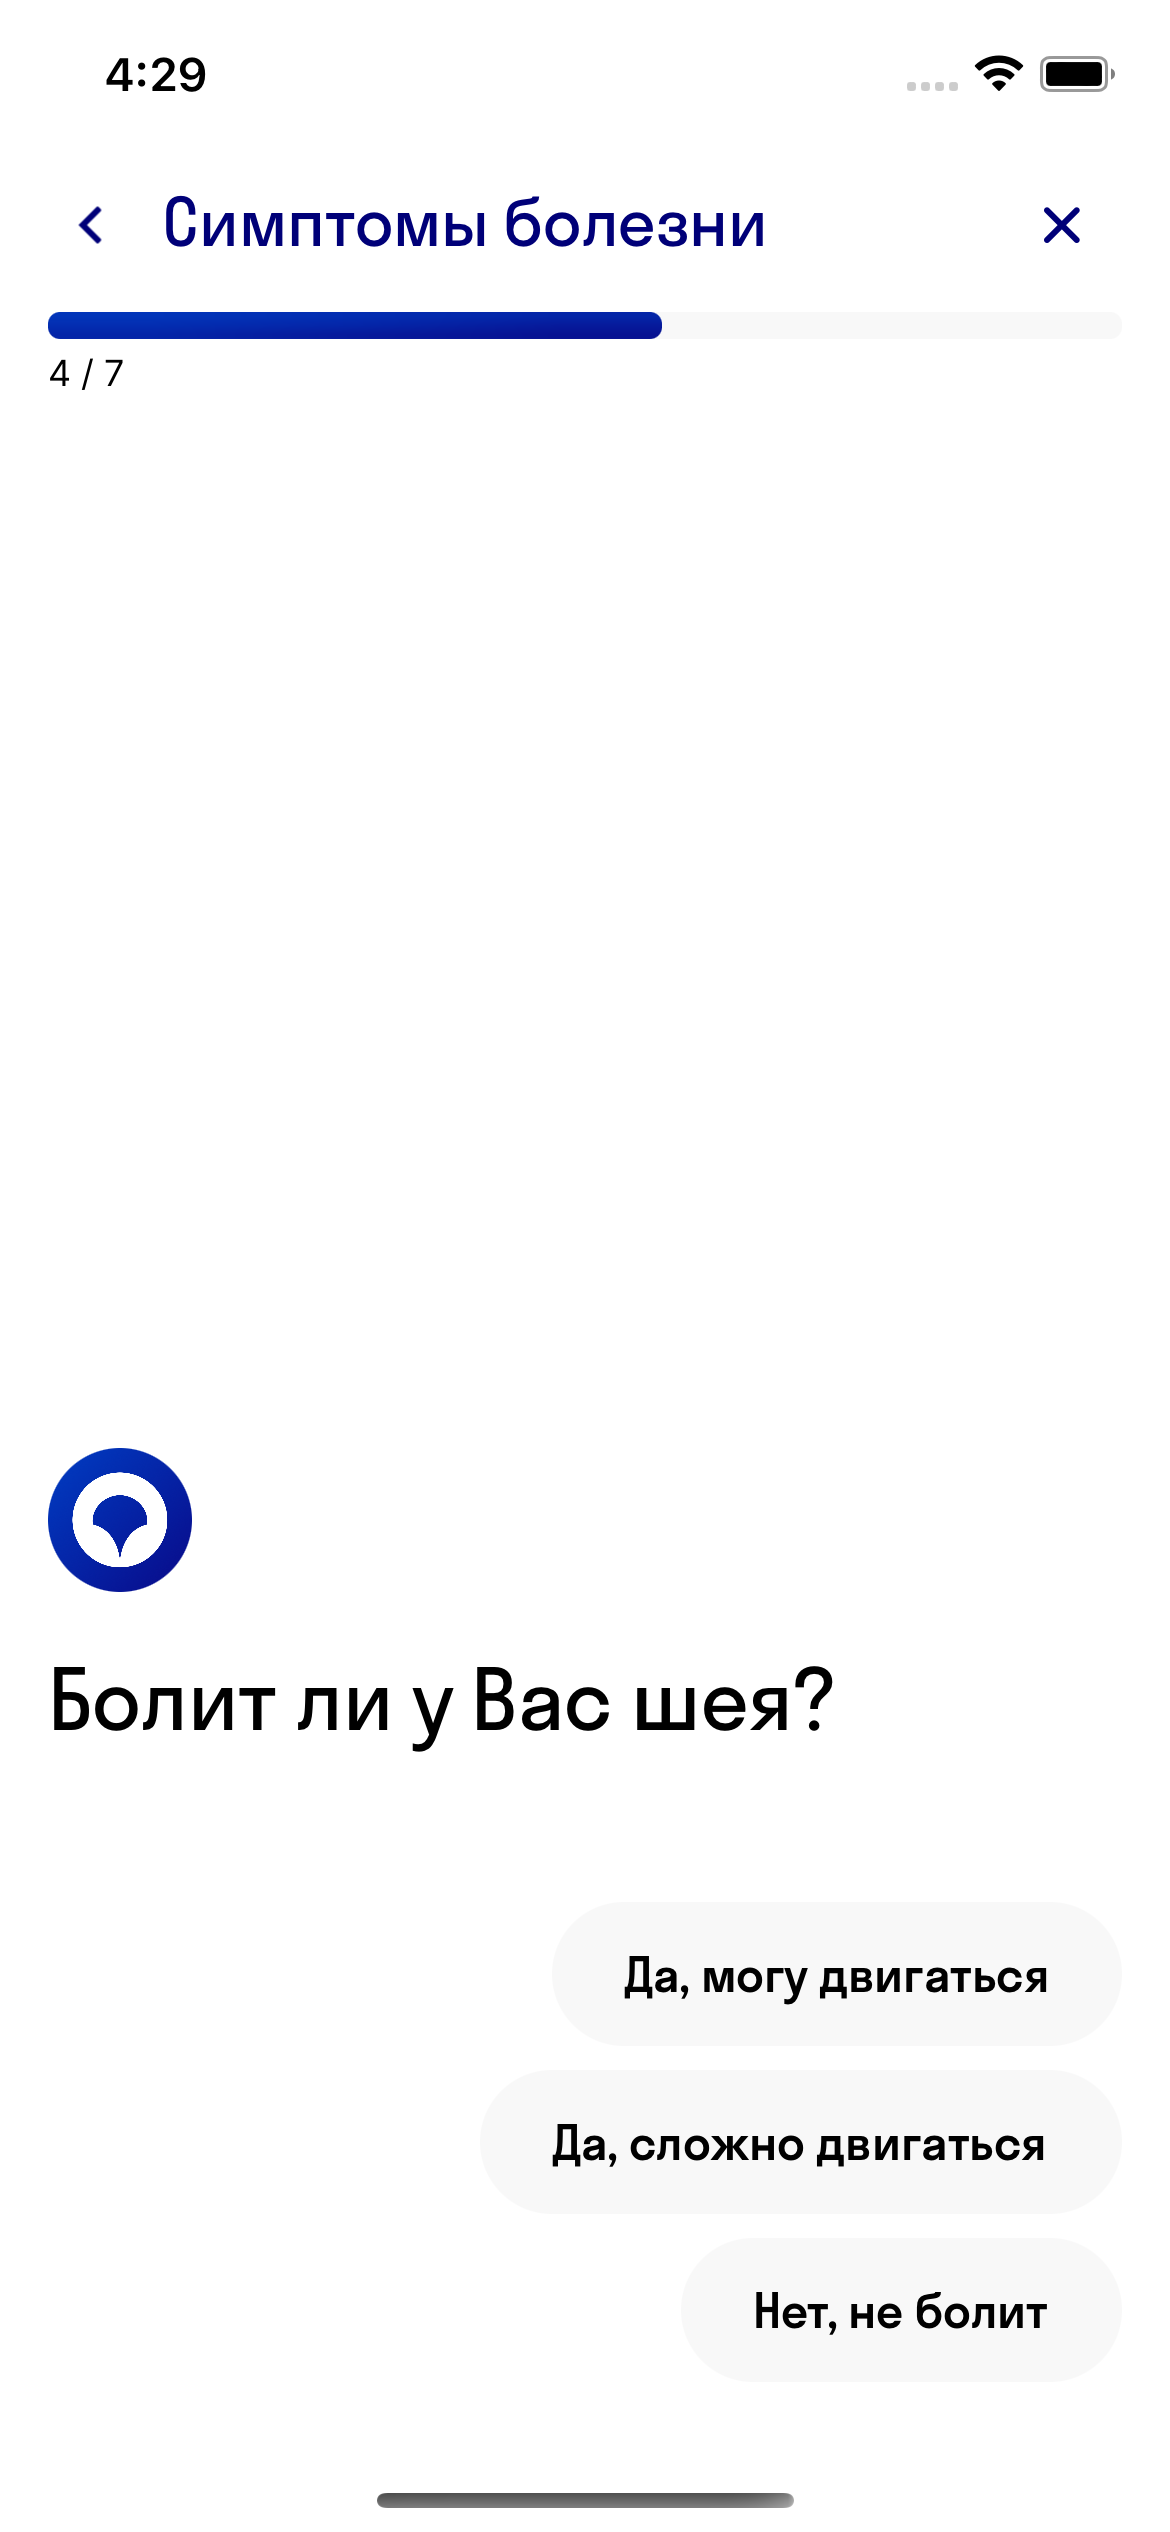 4:29
Симптомы болезни
4 / 7
Болит ли у Вас шея?
Да, могу двигаться
Да, сложно двигаться
Нет, не болит